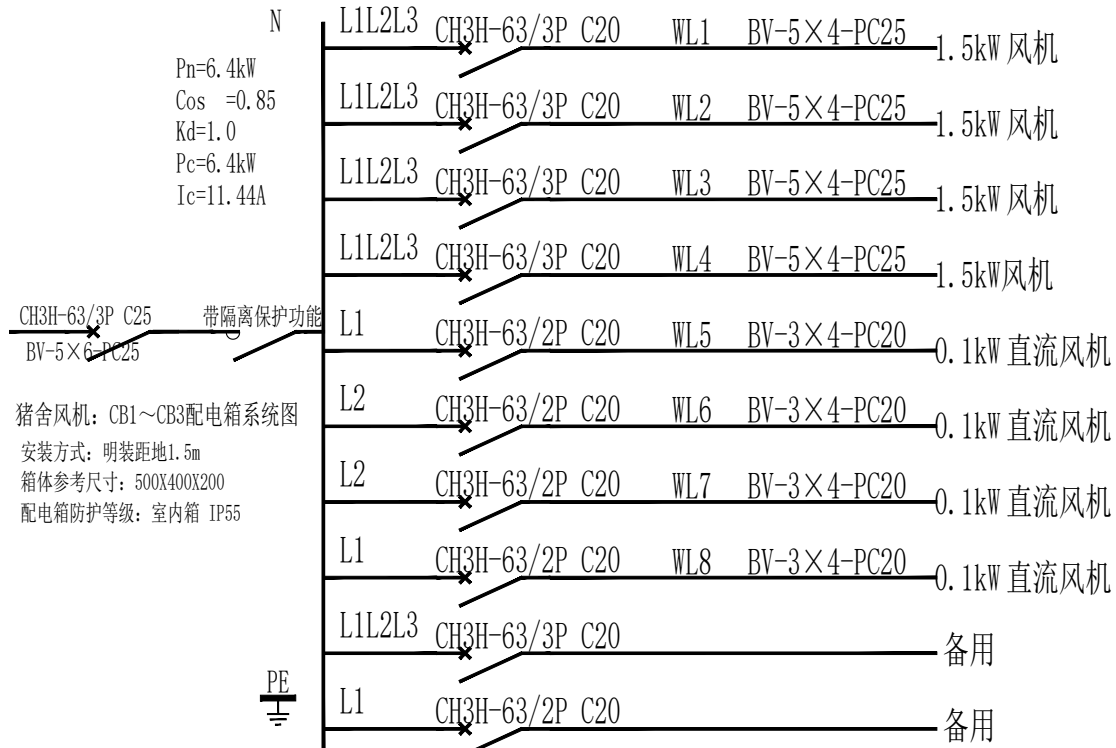 N
Pn=6.4kW
Cos =0.85
Kd=1.0
Pc=6.4kW
Ic=11.44A
CH3H-63/3P C25 带隔离保护功能
BV-5×6-PC25
猪舍风机: CB1～CB3配电箱系统图
安装方式: 明装距地1.5m
箱体参考尺寸: 500X400X200
配电箱防护等级: 室内箱 IP55
PE
L1L2L3 CH3H-63/3P C20 WL1 BV-5×4-PC25 1.5kW 风机
L1L2L3 CH3H-63/3P C20 WL2 BV-5×4-PC25 1.5kW 风机
L1L2L3 CH3H-63/3P C20 WL3 BV-5×4-PC25 1.5kW 风机
L1L2L3 CH3H-63/3P C20 WL4 BV-5×4-PC25 1.5kW风机
L1 CH3H-63/2P C20 WL5 BV-3×4-PC20 0.1kW 直流风机
L2 CH3H-63/2P C20 WL6 BV-3×4-PC20 0.1kW 直流风机
L2 CH3H-63/2P C20 WL7 BV-3×4-PC20 0.1kW 直流风机
L1 CH3H-63/2P C20 WL8 BV-3×4-PC20 0.1kW 直流风机
L1L2L3 CH3H-63/3P C20 备用
L1 CH3H-63/2P C20 备用